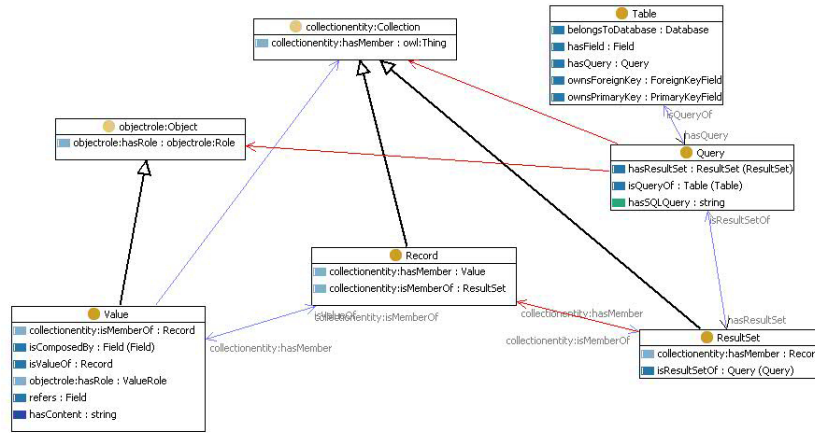 collectionentity:Collection
collectionentity:hasMember : owl:Thing
Table
belongsToDatabase : Database
hasField : Field
hasQuery : Query
ownsForeignKey : ForeignKeyField
ownsPrimaryKey : PrimaryKeyField
isQueryOf
hasQuery
objectrole:Object
objectrole:hasRole : objectrole:Role
Query
hasResultSet : ResultSet (ResultSet)
isQueryOf : Table (Table)
hasSQLQuery : string
isResultSetOf
Record
collectionentity:hasMember : Value
collectionentity:isMemberOf : ResultSet
isValueOf
collectionentity:isMemberOf
collectionentity:hasMember
collectionentity:isMemberOf
hasResultSet
Value
collectionentity:isMemberOf : Record
isComposedBy : Field (Field)
isValueOf : Record
objectrole:hasRole : ValueRole
refers : Field
hasContent : string
collectionentity:hasMember
ResultSet
collectionentity:hasMember : Recor
isResultSetOf : Query (Query)